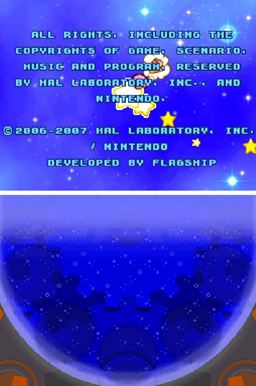 ALL RIGHTS, INCLUDING THE
COPYRIGHTS OF GAME, SCENARIO,
MUSIC AND PROGRAM, RESERVED
BY HAL LABORATORY, INC., AND
NINTENDO.
©2006-2007 HAL LABORATORY, INC.
/ NINTENDO
DEVELOPED BY FLAGSHIP